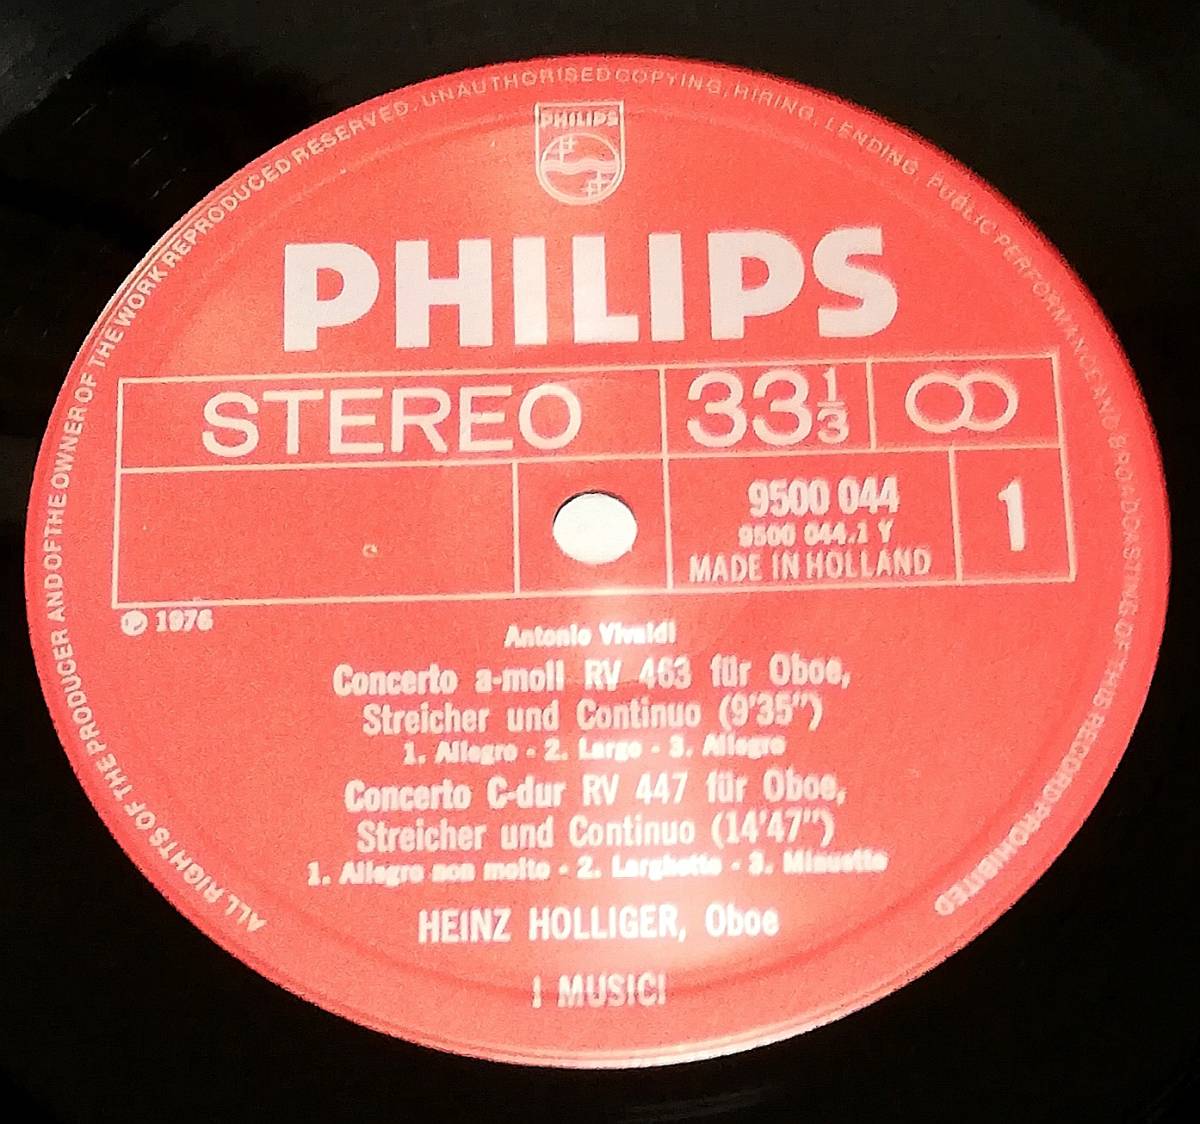 ALL RIGHTS OF THE PRODUCER AND OF THE OWNER OF THE WORK REPRODUCED RESERVED. UNAUTHORISED COPYING, HIRING, LENDING, PUBLIC PERFORMANCE AND BROADCASTING OF THIS RECORD PROHIBITED
PHILIPS
PHILIPS
STEREO 33 1/3
9500 044 1
9500 044.1 Y
MADE IN HOLLAND
℗ 1976
Antonio Vivaldi
Concerto a-moll RV 463 für Oboe,
Streicher und Continuo (9'35")
1. Allegro - 2. Largo - 3. Allegro
Concerto C-dur RV 447 für Oboe,
Streicher und Continuo (14'47")
1. Allegro non molto - 2. Larghetto - 3. Minuetto
HEINZ HOLLIGER, Oboe
I MUSICI